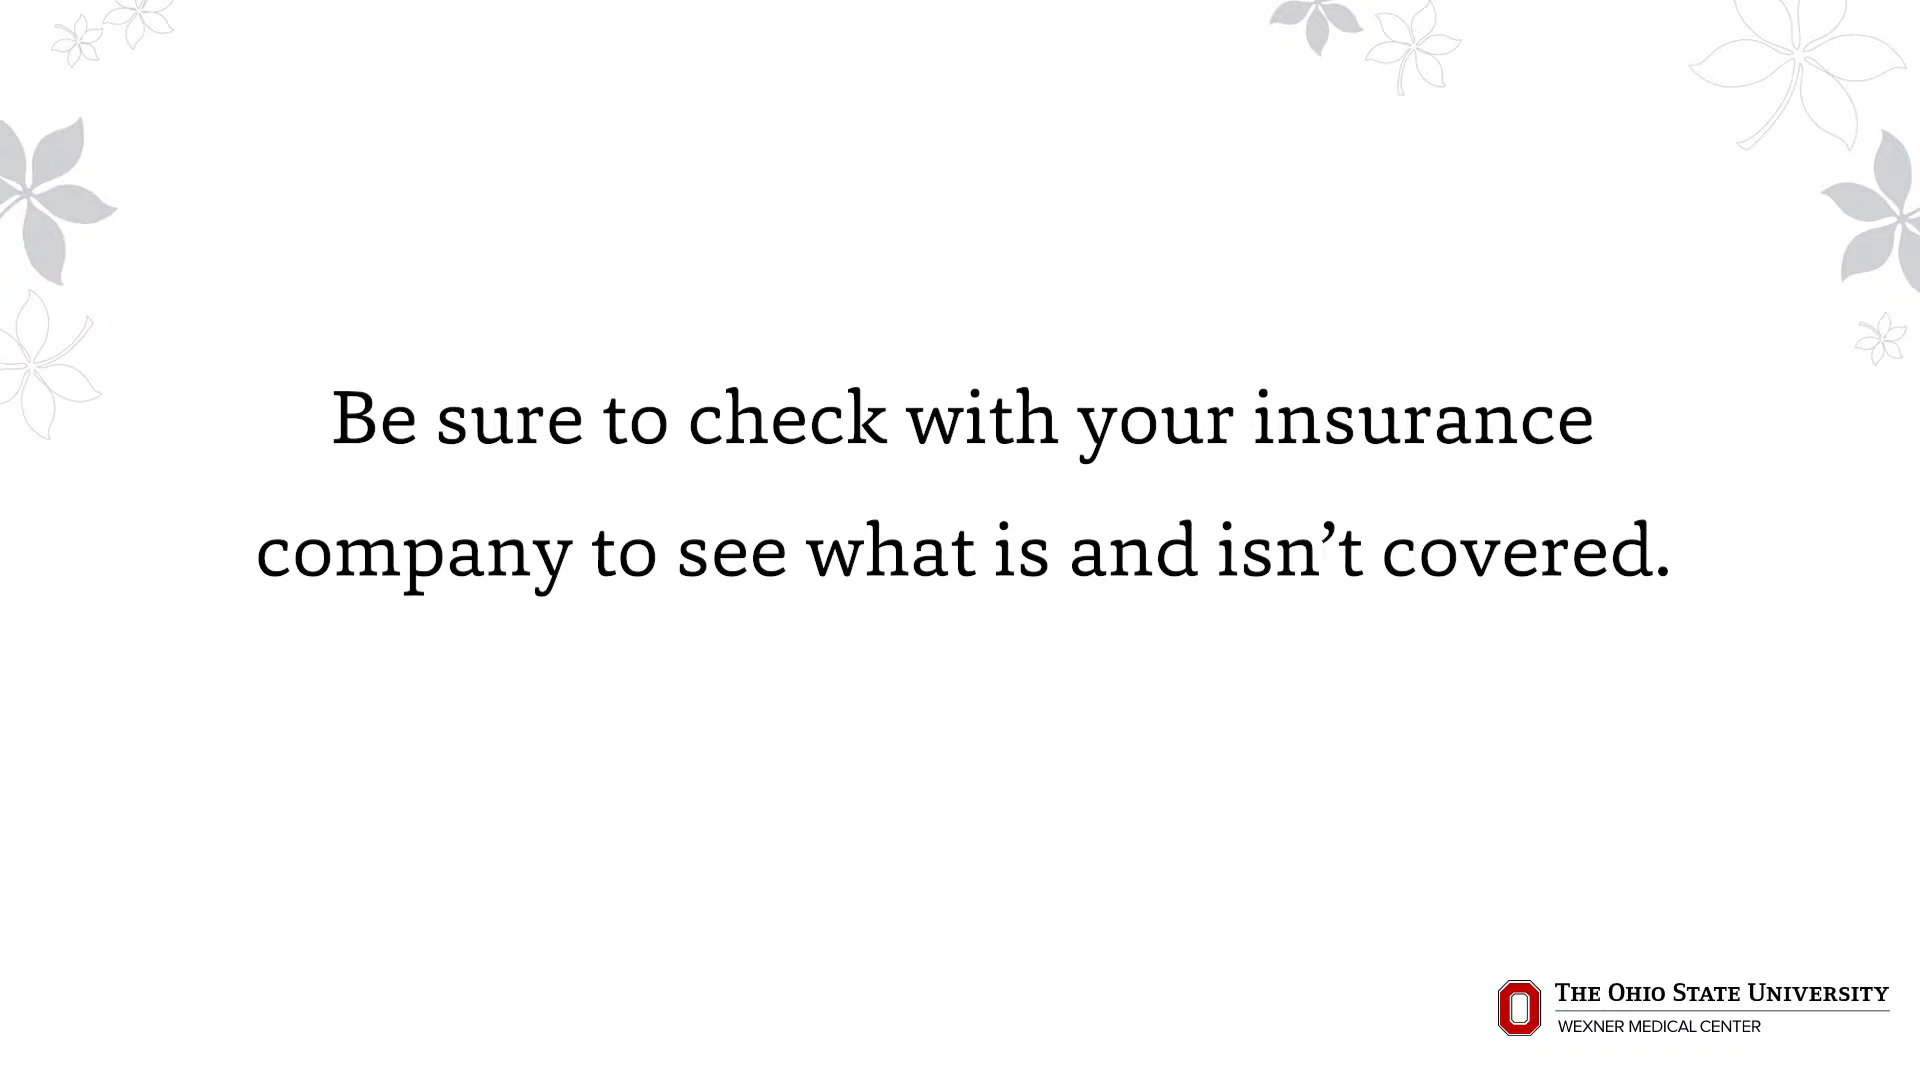 Be sure to check with your insurance
company to see what is and isn’t covered.
THE OHIO STATE UNIVERSITY
WEXNER MEDICAL CENTER